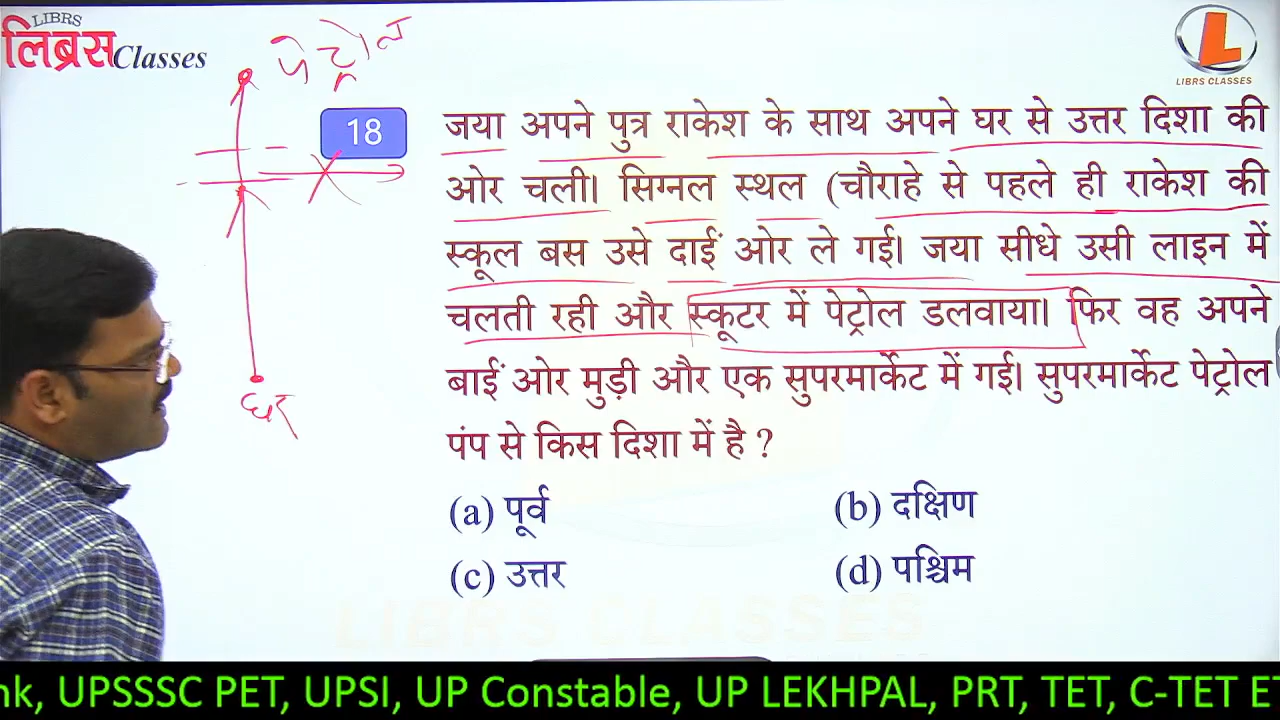 LIBRS
लिब्रस Classes
पेट्रोल
18
घर
L
LIBRS CLASSES
जया अपने पुत्र राकेश के साथ अपने घर से उत्तर दिशा की
ओर चली। सिग्नल स्थल (चौराहे से पहले ही राकेश की
स्कूल बस उसे दाईं ओर ले गई। जया सीधे उसी लाइन में
चलती रही और स्कूटर में पेट्रोल डलवाया। फिर वह अपने
बाईं ओर मुड़ी और एक सुपरमार्केट में गई। सुपरमार्केट पेट्रोल
पंप से किस दिशा में है ?
(a) पूर्व
(b) दक्षिण
(c) उत्तर
(d) पश्चिम
LIBRS CLASSES
nk, UPSSSC PET, UPSI, UP Constable, UP LEKHPAL, PRT, TET, C-TET ET